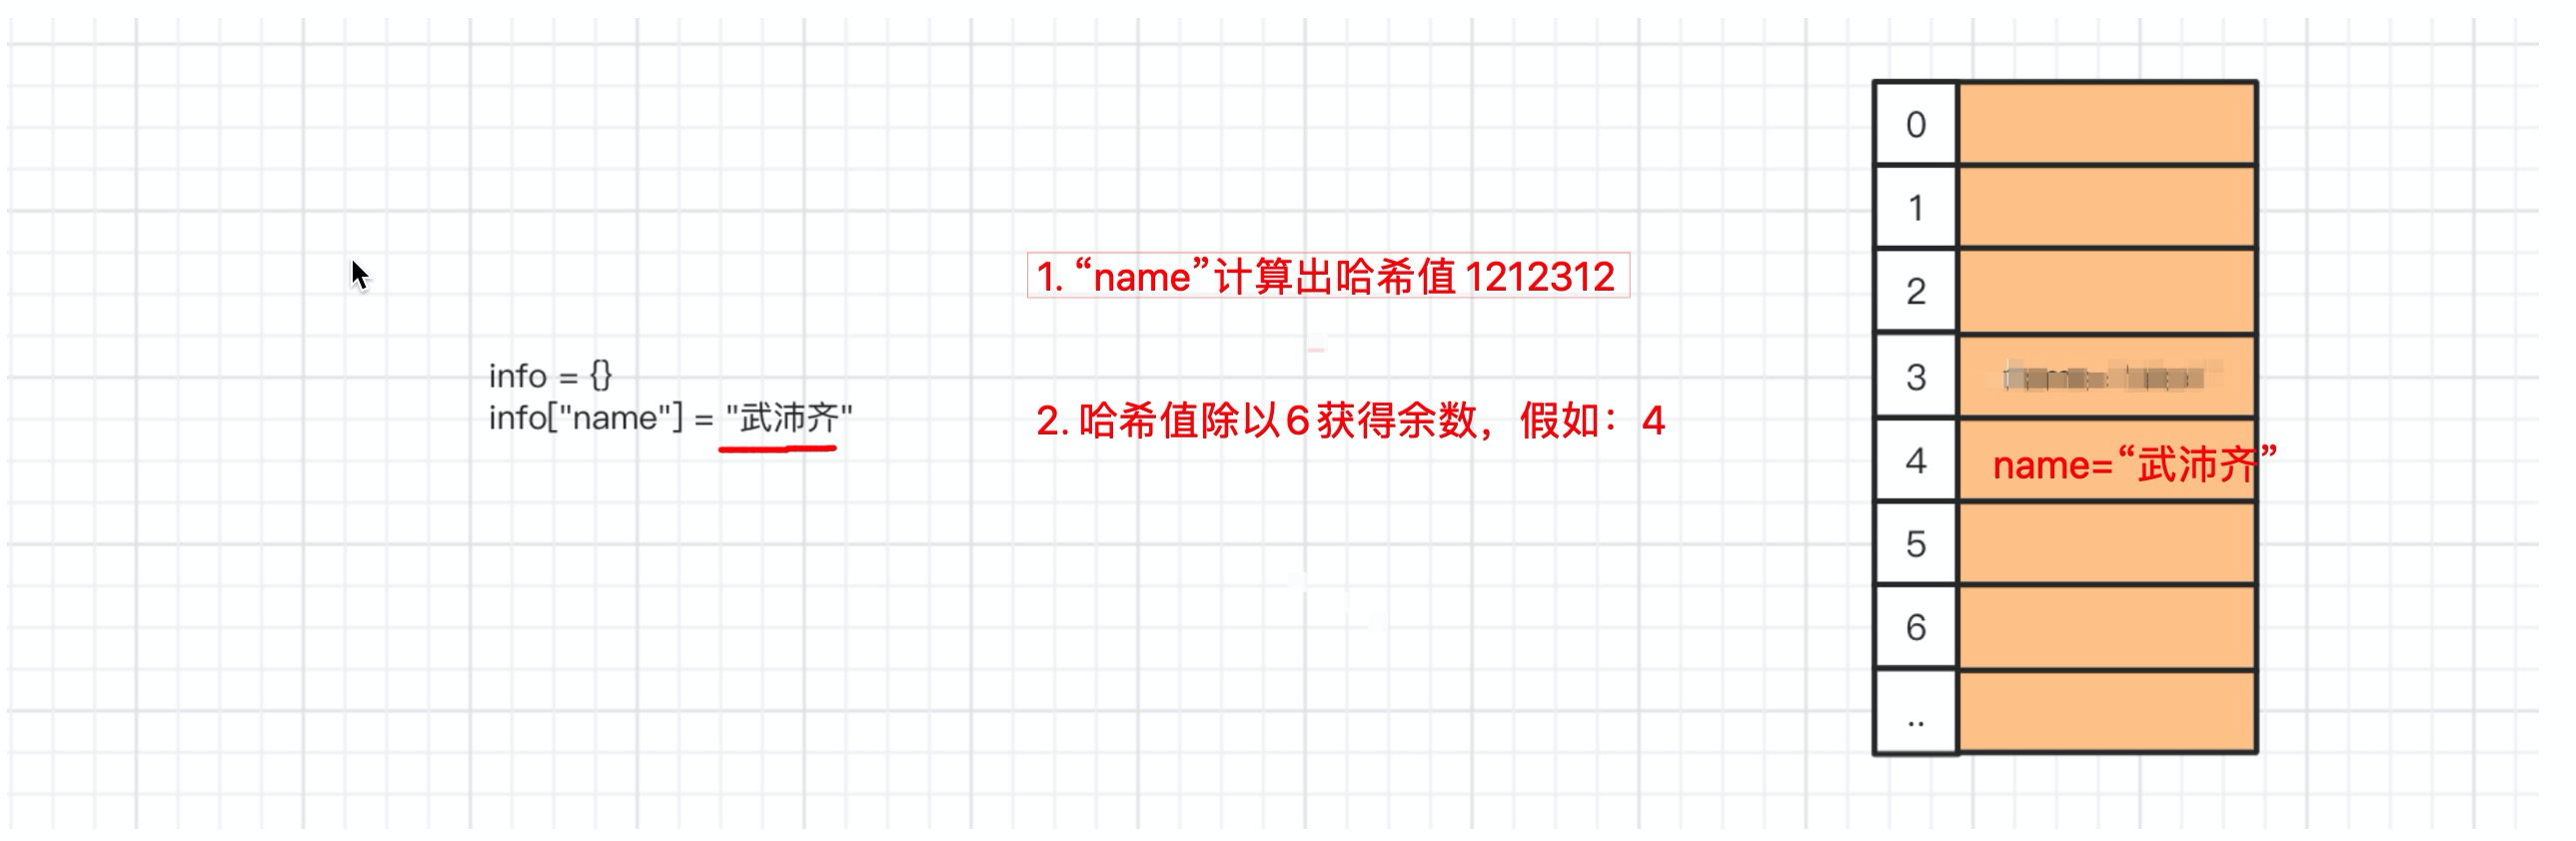 info = {}
info["name"] = "武沛齐"
1. “name”计算出哈希值 1212312
2. 哈希值除以6获得余数，假如：4
0
1
2
3
4 name=“武沛齐”
5
6
..